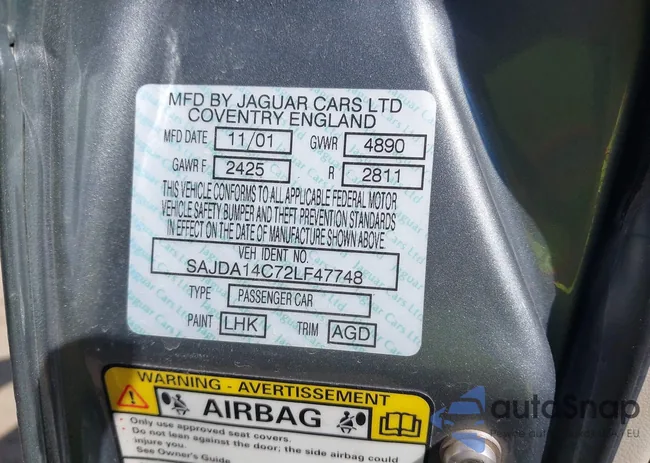 MFD BY JAGUAR CARS LTD
COVENTRY ENGLAND
MFD DATE 11/01 GVWR 4890
GAWR F 2425 R 2811
THIS VEHICLE CONFORMS TO ALL APPLICABLE FEDERAL MOTOR
VEHICLE SAFETY BUMPER AND THEFT PREVENTION STANDARDS
IN EFFECT ON THE DATE OF MANUFACTURE SHOWN ABOVE
VEH IDENT NO.
SAJDA14C72LF47748
TYPE PASSENGER CAR
PAINT LHK TRIM AGD
WARNING - AVERTISSEMENT
AIRBAG
• Only use approved seat covers.
• Do not lean against the door; the side airbag could
injure you.
See Owner's Guide
autoSnap